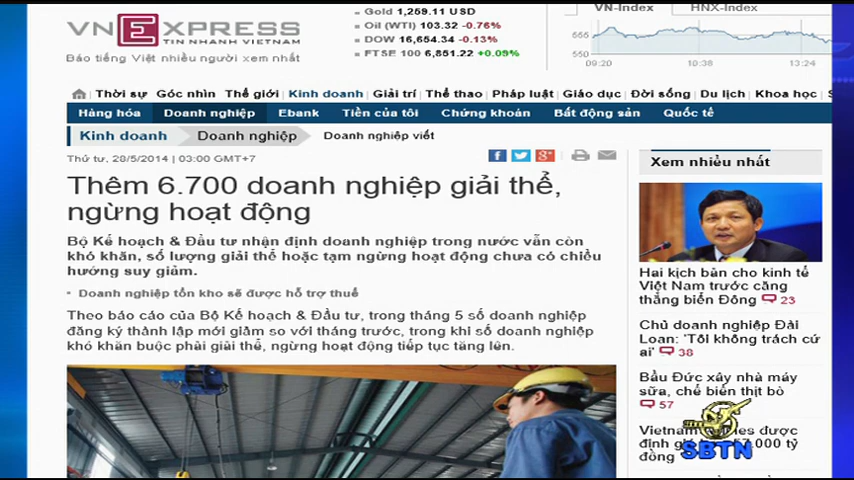 VNEXPRESS
TIN NHANH VIETNAM
Báo tiếng Việt nhiều người xem nhất
Gold 1,259.11 USD
Oil (WTI) 103.32 -0.76%
DOW 16,654.34 -0.13%
FTSE 100 6,851.22 +0.09%
VN-Index HNX-Index
565
550
09:20 10:38 13:24
Thời sự Góc nhìn Thế giới Kinh doanh Giải trí Thể thao Pháp luật Giáo dục Đời sống Du lịch Khoa học
Hàng hóa Doanh nghiệp Ebank Tiền của tôi Chứng khoán Bất động sản Quốc tế
Kinh doanh Doanh nghiệp Doanh nghiệp viết
Thứ tư, 28/5/2014 | 03:00 GMT+7
Thêm 6.700 doanh nghiệp giải thể,
ngừng hoạt động
Bộ Kế hoạch & Đầu tư nhận định doanh nghiệp trong nước vẫn còn
khó khăn, số lượng giải thể hoặc tạm ngừng hoạt động chưa có chiều
hướng suy giảm.
Doanh nghiệp tồn kho sẽ được hỗ trợ thuế
Theo báo cáo của Bộ Kế hoạch & Đầu tư, trong tháng 5 số doanh nghiệp
đăng ký thành lập mới giảm so với tháng trước, trong khi số doanh nghiệp
khó khăn buộc phải giải thể, ngừng hoạt động tiếp tục tăng lên.
Xem nhiều nhất
Hai kịch bản cho kinh tế
Việt Nam trước căng
thẳng biển Đông 23
Chủ doanh nghiệp Đài
Loan: 'Tôi không trách cứ
ai' 38
Bầu Đức xây nhà máy
sữa, chế biến thịt bò
57
được
định 000 tỷ
đồng
SBTN